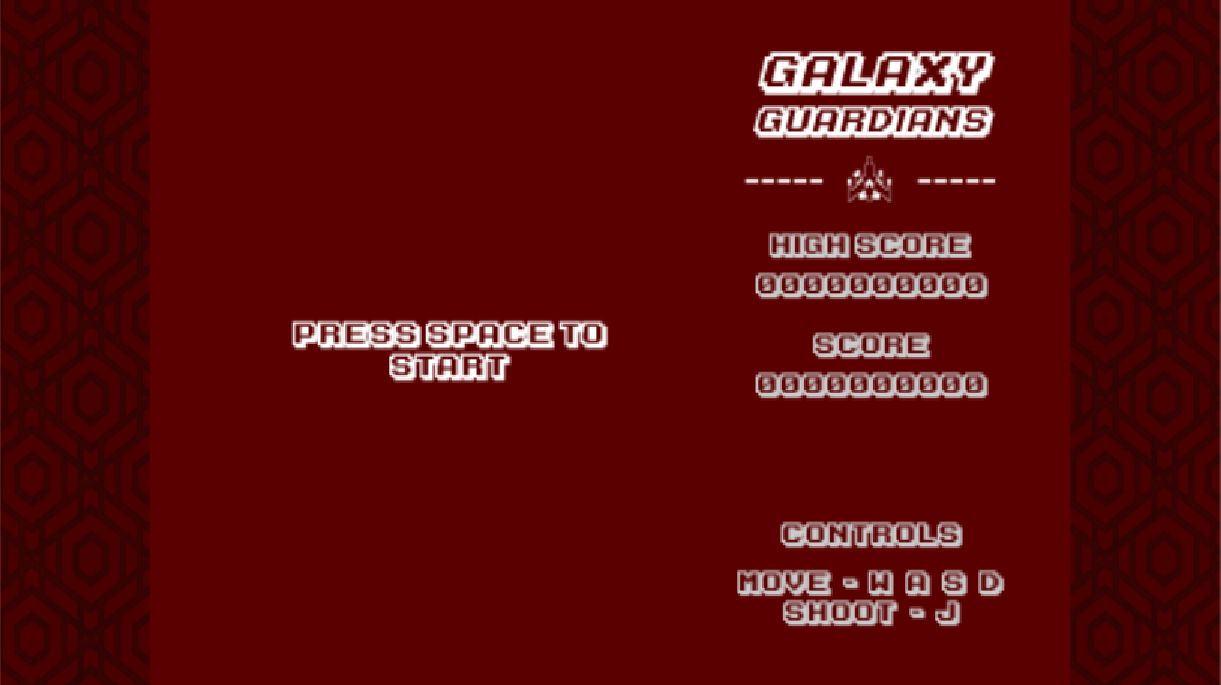 GALAXY
GUARDIANS
----- -----
HIGH SCORE
0000000000
SCORE
0000000000
PRESS SPACE TO
START
CONTROLS
MOVE - W A S D
SHOOT - J